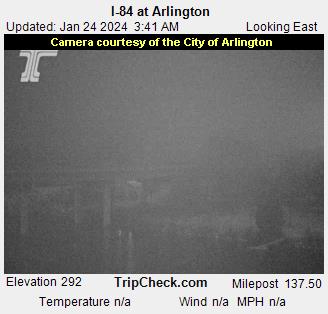 I-84 at Arlington
Updated: Jan 24 2024 3:41 AM Looking East
Camera courtesy of the City of Arlington
Elevation 292 TripCheck.com Milepost 137.50
Temperature n/a Wind n/a MPH n/a